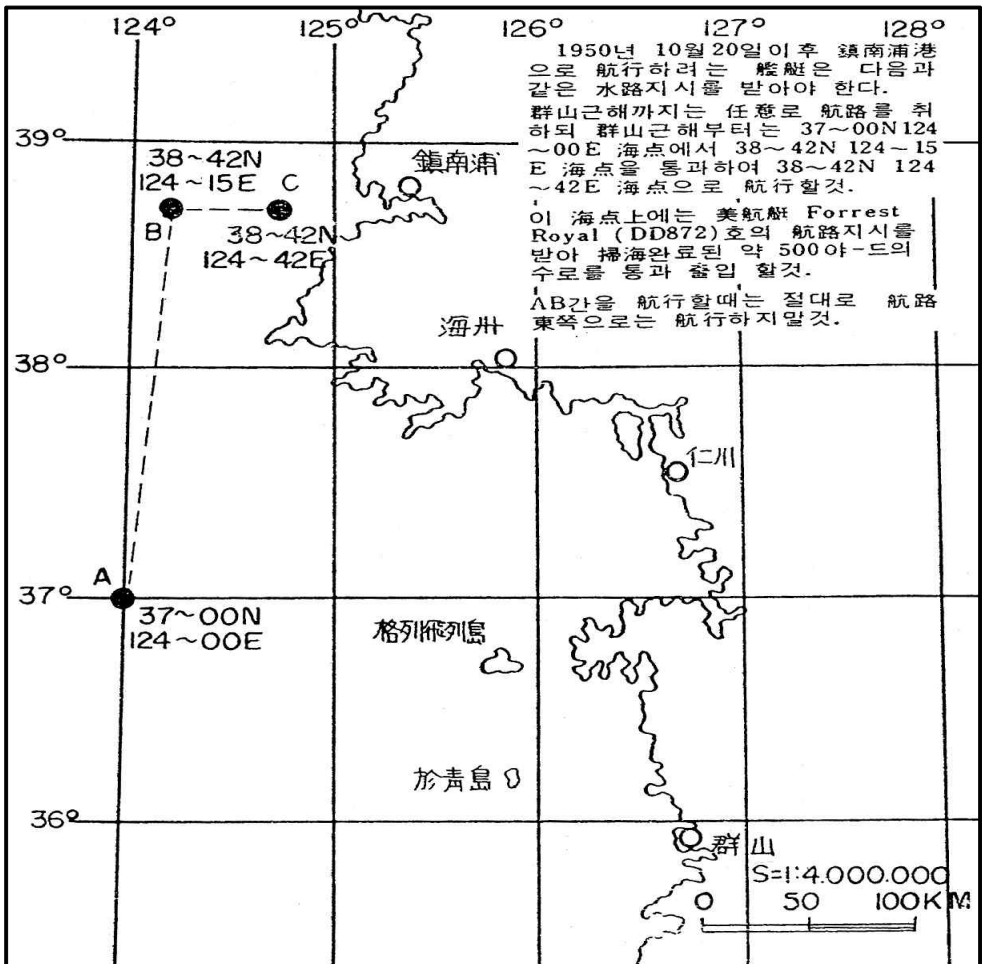 124° 125° 126° 127° 128°
1950년 10월20일이후 鎭南浦港
으로 航行하려는 艦艇은 다음과
같은 水路지시를 받아야 한다.
群山근해까지는 任意로 航路를 취
하되 群山근해부터는 37~00N 124
~00E 海点에서 38~42N 124~15
E 海点을 통과하여 38~42N 124
~42E 海点으로 航行할것.
이 海点上에는 美航艇 Forrest
Royal (DD872)호의 航路지시를
받아 掃海완료된 약 500야-드의
수로를 통과 출입 할것.
AB간을 航行할때는 절대로 航路
東쪽으로는 航行하지말것.
39°
38~42N
124~15E
C
鎭南浦
B
38~42N
124~42E
海州
38°
仁川
A
37°
37~00N
124~00E
格列飛列島
於靑島
36°
群山
S=1:4.000.000
0 50 100KM